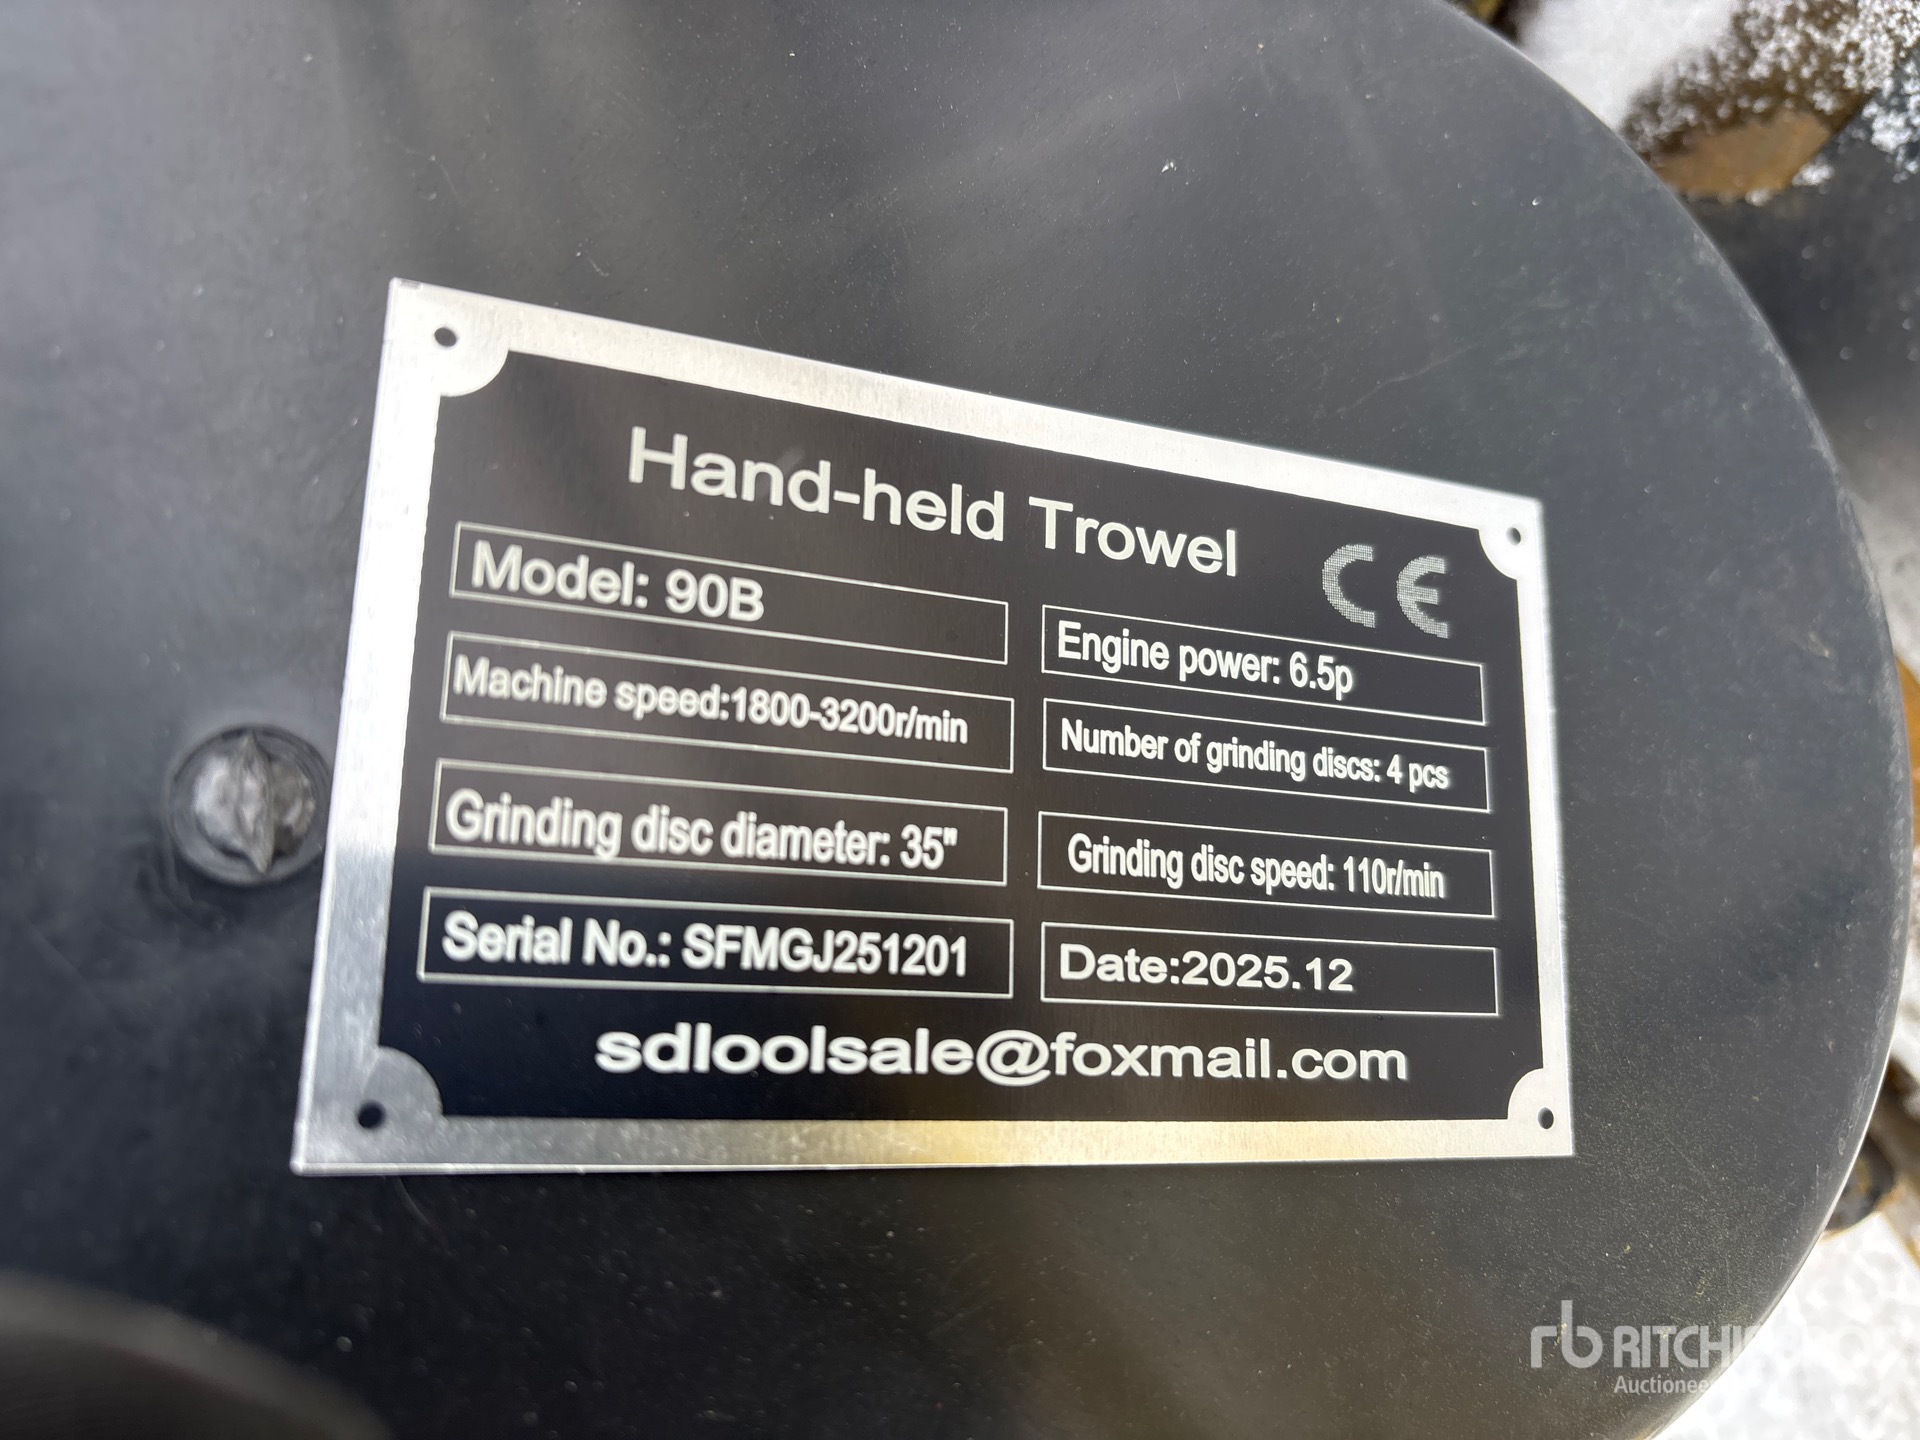 Hand-held Trowel
CE
Model: 90B
Engine power: 6.5p
Machine speed:1800-3200r/min
Number of grinding discs: 4 pcs
Grinding disc diameter: 35"
Grinding disc speed: 110r/min
Serial No.: SFMGJ251201
Date:2025.12
sdloolsale@foxmail.com
rb